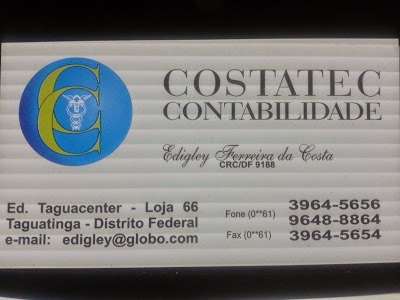 CC
COSTATEC
CONTABILIDADE
Edigley Ferreira da Costa
CRC/DF 9188
Ed. Taguacenter - Loja 66
Taguatinga - Distrito Federal
e-mail: edigley@globo.com
Fone (0**61) 3964-5656
9648-8864
Fax (0**61) 3964-5654